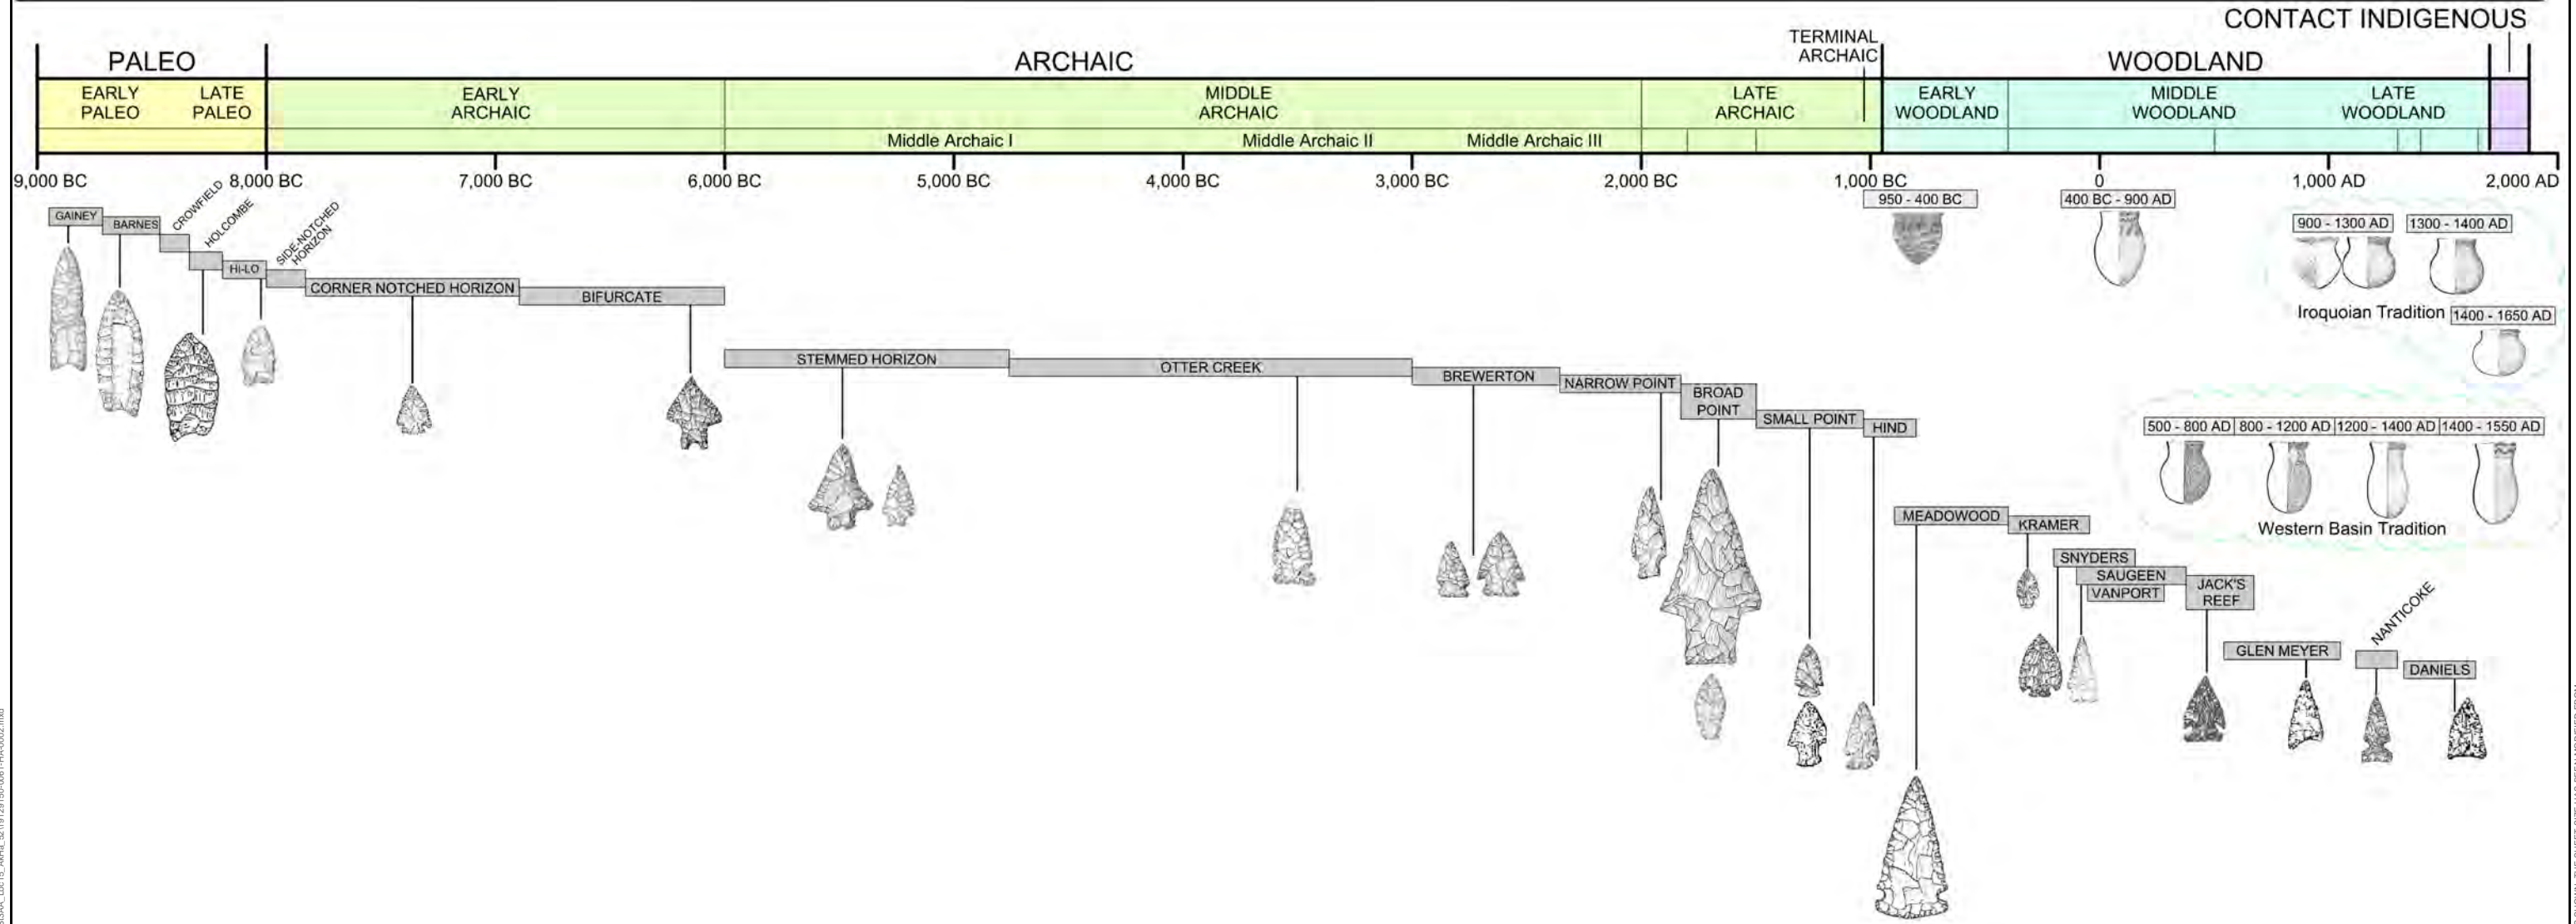 CONTACT INDIGENOUS
PALEO
ARCHAIC
TERMINAL
ARCHAIC
WOODLAND
EARLY
PALEO
LATE
PALEO
EARLY
ARCHAIC
MIDDLE
ARCHAIC
LATE
ARCHAIC
EARLY
WOODLAND
MIDDLE
WOODLAND
LATE
WOODLAND
Middle Archaic I
Middle Archaic II
Middle Archaic III
9,000 BC
8,000 BC
7,000 BC
6,000 BC
5,000 BC
4,000 BC
3,000 BC
2,000 BC
1,000 BC
0
1,000 AD
2,000 AD
GAINEY
BARNES
CROWFIELD
HOLCOMBE
HI-LO
SIDE-NOTCHED
HORIZON
CORNER NOTCHED HORIZON
BIFURCATE
STEMMED HORIZON
OTTER CREEK
BREWERTON
NARROW POINT
BROAD
POINT
SMALL POINT
HIND
950 - 400 BC
400 BC - 900 AD
900 - 1300 AD
1300 - 1400 AD
Iroquoian Tradition
1400 - 1650 AD
500 - 800 AD
800 - 1200 AD
1200 - 1400 AD
1400 - 1550 AD
Western Basin Tradition
MEADOWOOD
KRAMER
SNYDERS
SAUGEEN
VANPORT
JACK'S
REEF
GLEN MEYER
NANTICOKE
DANIELS